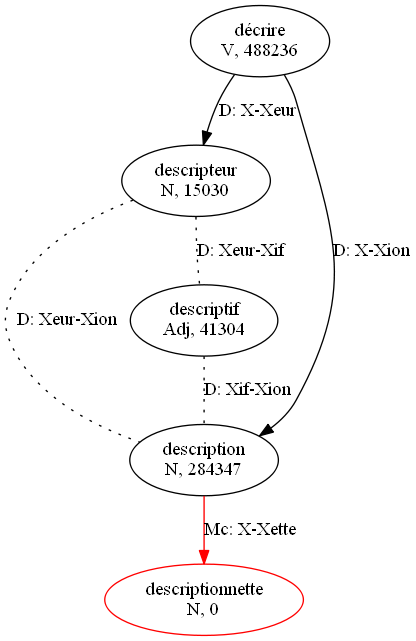 décrire
V, 488236
D: X-Xeur
descripteur
N, 15030
D: Xeur-Xif
D: X-Xion
descriptif
Adj, 41304
D: Xeur-Xion
D: Xif-Xion
description
N, 284347
Mc: X-Xette
descriptionnette
N, 0